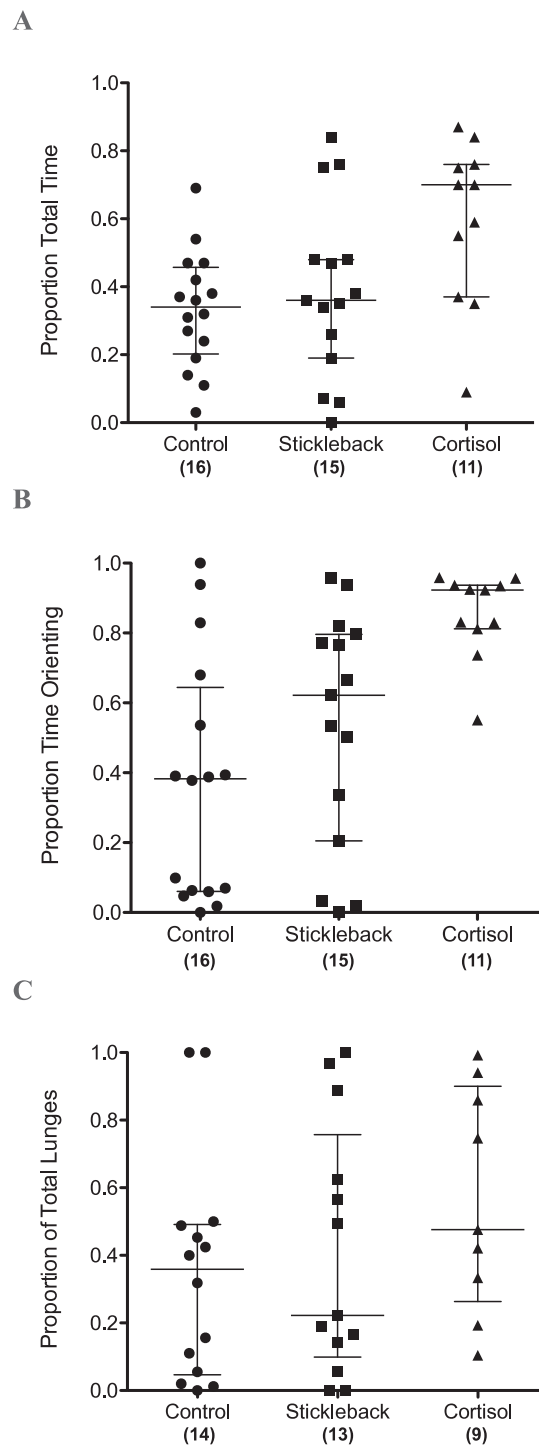 A
Proportion Total Time
1.0
0.8
0.6
0.4
0.2
0.0
Control Stickleback Cortisol
(16) (15) (11)
B
Proportion Time Orienting
1.0
0.8
0.6
0.4
0.2
0.0
Control Stickleback Cortisol
(16) (15) (11)
C
Proportion of Total Lunges
1.0
0.8
0.6
0.4
0.2
0.0
Control Stickleback Cortisol
(14) (13) (9)